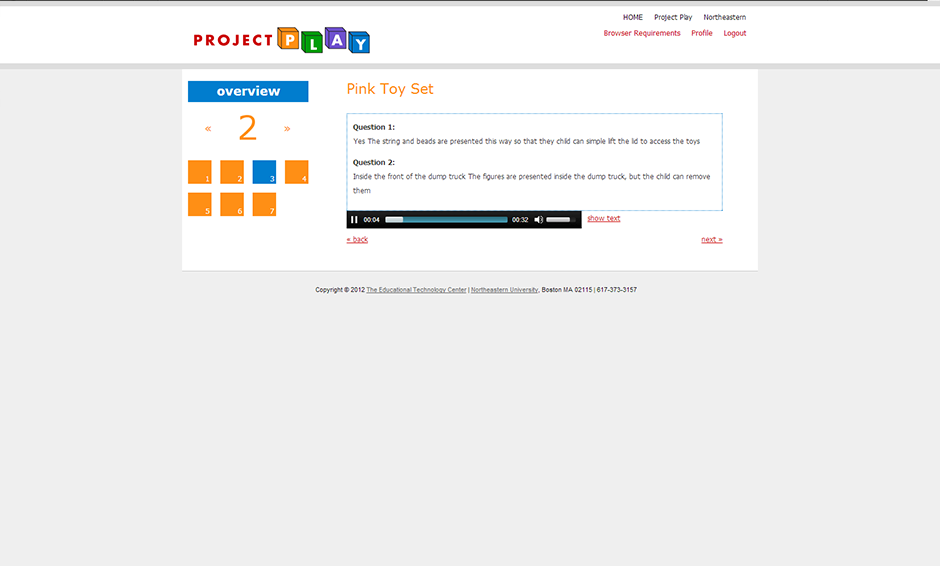 HOME Project Play Northeastern
PROJECT PLAY
Browser Requirements Profile Logout
overview
« 2 »
1 2 3 4
5 6 7
Pink Toy Set
Question 1:
Yes The string and beads are presented this way so that they child can simple lift the lid to access the toys
Question 2:
Inside the front of the dump truck The figures are presented inside the dump truck, but the child can remove
them
00:04 00:32 show text
« back next »
Copyright © 2012 The Educational Technology Center | Northeastern University, Boston MA 02115 | 617-373-3157